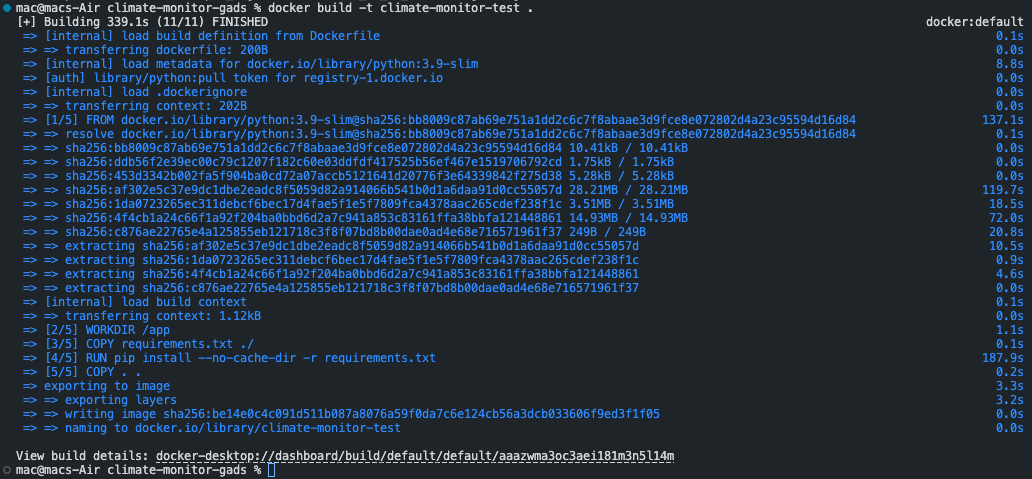 mac@macs-Air climate-monitor-gads % docker build -t climate-monitor-test .
[+] Building 339.1s (11/11) FINISHED docker:default
=> [internal] load build definition from Dockerfile 0.1s
=> => transferring dockerfile: 200B 0.0s
=> [internal] load metadata for docker.io/library/python:3.9-slim 8.8s
=> [auth] library/python:pull token for registry-1.docker.io 0.0s
=> [internal] load .dockerignore 0.0s
=> => transferring context: 202B 0.0s
=> [1/5] FROM docker.io/library/python:3.9-slim@sha256:bb8009c87ab69e751a1dd2c6c7f8abaae3d9fce8e072802d4a23c95594d16d84 137.1s
=> => resolve docker.io/library/python:3.9-slim@sha256:bb8009c87ab69e751a1dd2c6c7f8abaae3d9fce8e072802d4a23c95594d16d84 0.1s
=> => sha256:bb8009c87ab69e751a1dd2c6c7f8abaae3d9fce8e072802d4a23c95594d16d84 10.41kB / 10.41kB 0.0s
=> => sha256:ddb56f2e39ec00c79c1207f182c60e03ddfdf417525b56ef467e1519706792cd 1.75kB / 1.75kB 0.0s
=> => sha256:453d3342b002fa5f904ba0cd72a07accb5121641d20776f3e64339842f275d38 5.28kB / 5.28kB 0.0s
=> => sha256:af302e5c37e9dc1dbe2eadc8f5059d82a914066b541b0d1a6daa91d0cc55057d 28.21MB / 28.21MB 119.7s
=> => sha256:1da0723265ec311debcf6bec17d4fae5f1e5f7809fca4378aac265cdef238f1c 3.51MB / 3.51MB 18.5s
=> => sha256:4f4cb1a24c66f1a92f204ba0bbd6d2a7c941a853c83161ffa38bbfa121448861 14.93MB / 14.93MB 72.0s
=> => sha256:c876ae22765e4a125855eb121718c3f8f07bd8b00dae0ad4e68e716571961f37 249B / 249B 20.8s
=> => extracting sha256:af302e5c37e9dc1dbe2eadc8f5059d82a914066b541b0d1a6daa91d0cc55057d 10.5s
=> => extracting sha256:1da0723265ec311debcf6bec17d4fae5f1e5f7809fca4378aac265cdef238f1c 0.9s
=> => extracting sha256:4f4cb1a24c66f1a92f204ba0bbd6d2a7c941a853c83161ffa38bbfa121448861 4.6s
=> => extracting sha256:c876ae22765e4a125855eb121718c3f8f07bd8b00dae0ad4e68e716571961f37 0.0s
=> [internal] load build context 0.1s
=> => transferring context: 1.12kB 0.0s
=> [2/5] WORKDIR /app 1.1s
=> [3/5] COPY requirements.txt ./ 0.1s
=> [4/5] RUN pip install --no-cache-dir -r requirements.txt 187.9s
=> [5/5] COPY . . 0.2s
=> exporting to image 3.3s
=> => exporting layers 3.2s
=> => writing image sha256:be14e0c4c091d511b087a8076a59f0da7c6e124cb56a3dcb033606f9ed3f1f05 0.0s
=> => naming to docker.io/library/climate-monitor-test 0.0s
View build details: docker-desktop://dashboard/build/default/default/aaazwma3oc3aei181m3n5l14m
mac@macs-Air climate-monitor-gads %